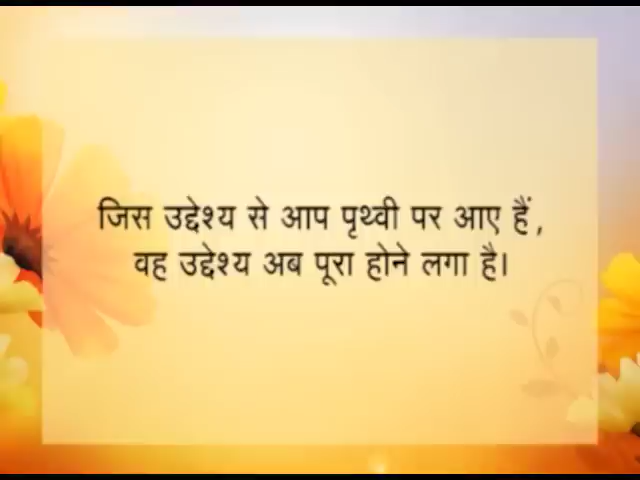 जिस उद्देश्य से आप पृथ्वी पर आए हैं,
वह उद्देश्य अब पूरा होने लगा है।